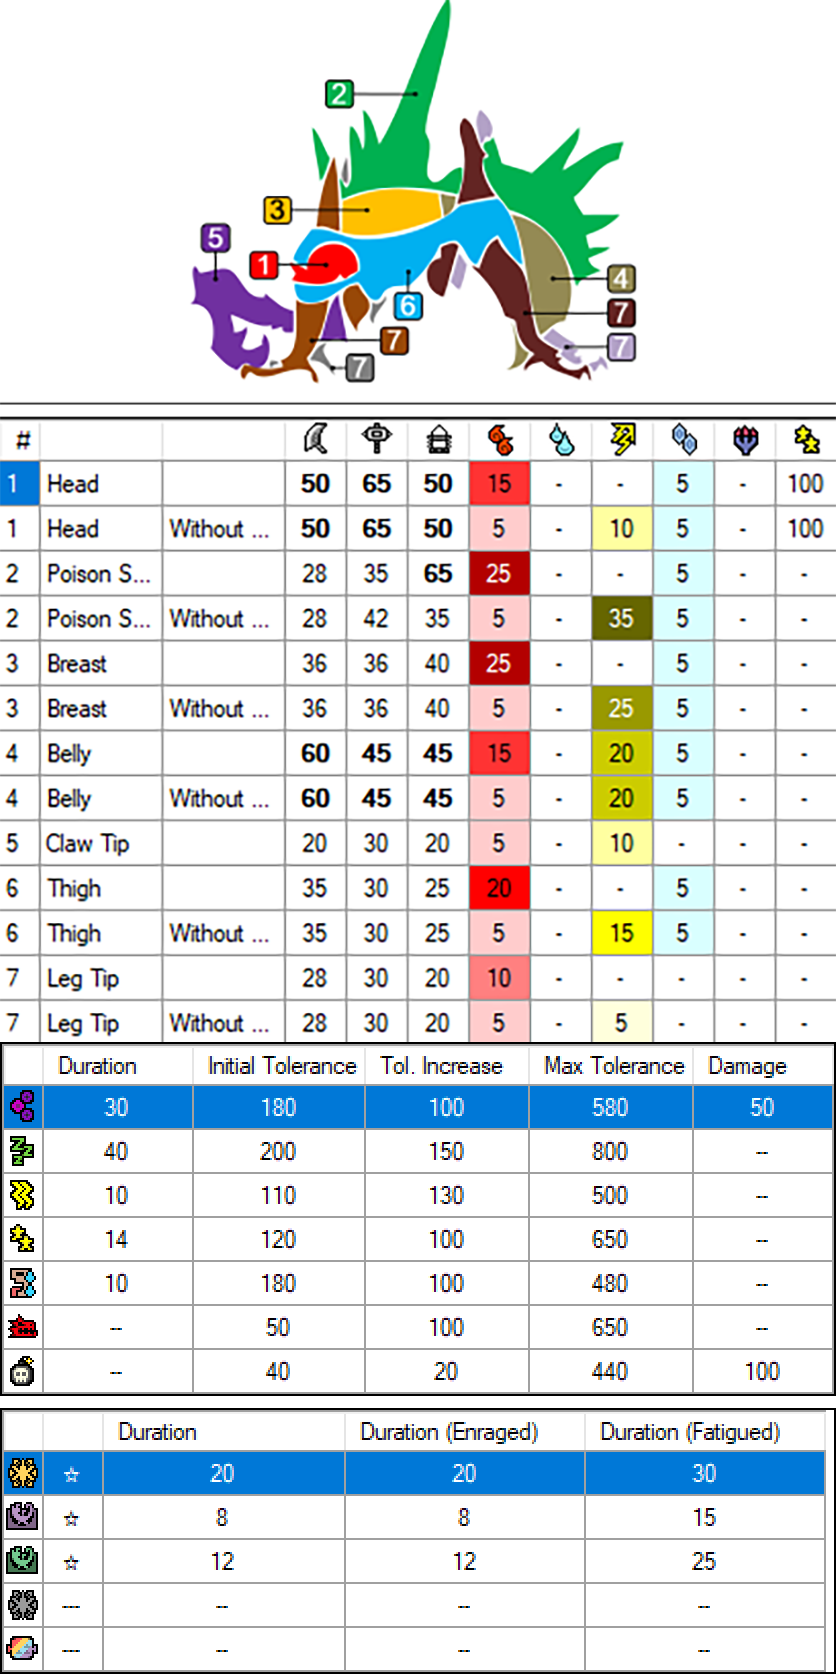 2
3
5
1
4
6
7
7
7
7
#
1 Head 50 65 50 15 - - 5 - 100
1 Head Without ... 50 65 50 5 - 10 5 - 100
2 Poison S... 28 35 65 25 - - 5 - -
2 Poison S... Without ... 28 42 35 5 - 35 5 - -
3 Breast 36 36 40 25 - - 5 - -
3 Breast Without ... 36 36 40 5 - 25 5 - -
4 Belly 60 45 45 15 - 20 5 - -
4 Belly Without ... 60 45 45 5 - 20 5 - -
5 Claw Tip 20 30 20 5 - 10 - - -
6 Thigh 35 30 25 20 - - 5 - -
6 Thigh Without ... 35 30 25 5 - 15 5 - -
7 Leg Tip 28 30 20 10 - - - - -
7 Leg Tip Without ... 28 30 20 5 - 5 - - -
Duration Initial Tolerance Tol. Increase Max Tolerance Damage
30 180 100 580 50
40 200 150 800 --
10 110 130 500 --
14 120 100 650 --
10 180 100 480 --
-- 50 100 650 --
-- 40 20 440 100
Duration Duration (Enraged) Duration (Fatigued)
☆ 20 20 30
☆ 8 8 15
☆ 12 12 25
--- -- -- --
--- -- -- --